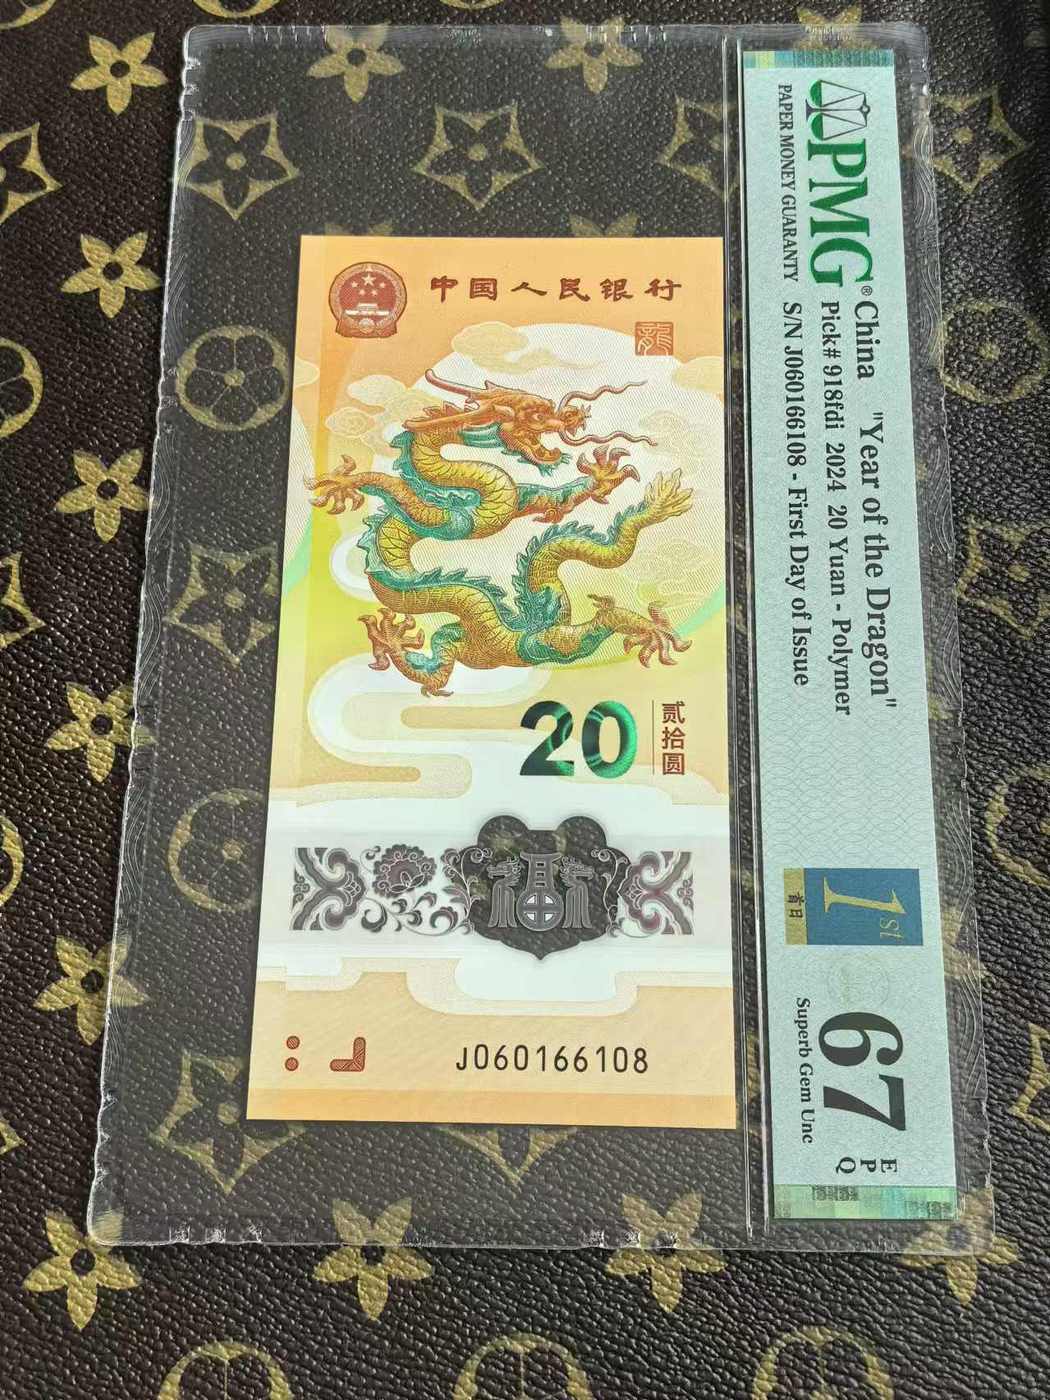 中国人民银行
龍
20
贰拾圆
J060166108
PMG®
PAPER MONEY GUARANTY
China "Year of the Dragon"
Pick# 918fdi 2024 20 Yuan - Polymer
S/N J060166108 - First Day of Issue
1st
首日
67 EPQ
Superb Gem Unc